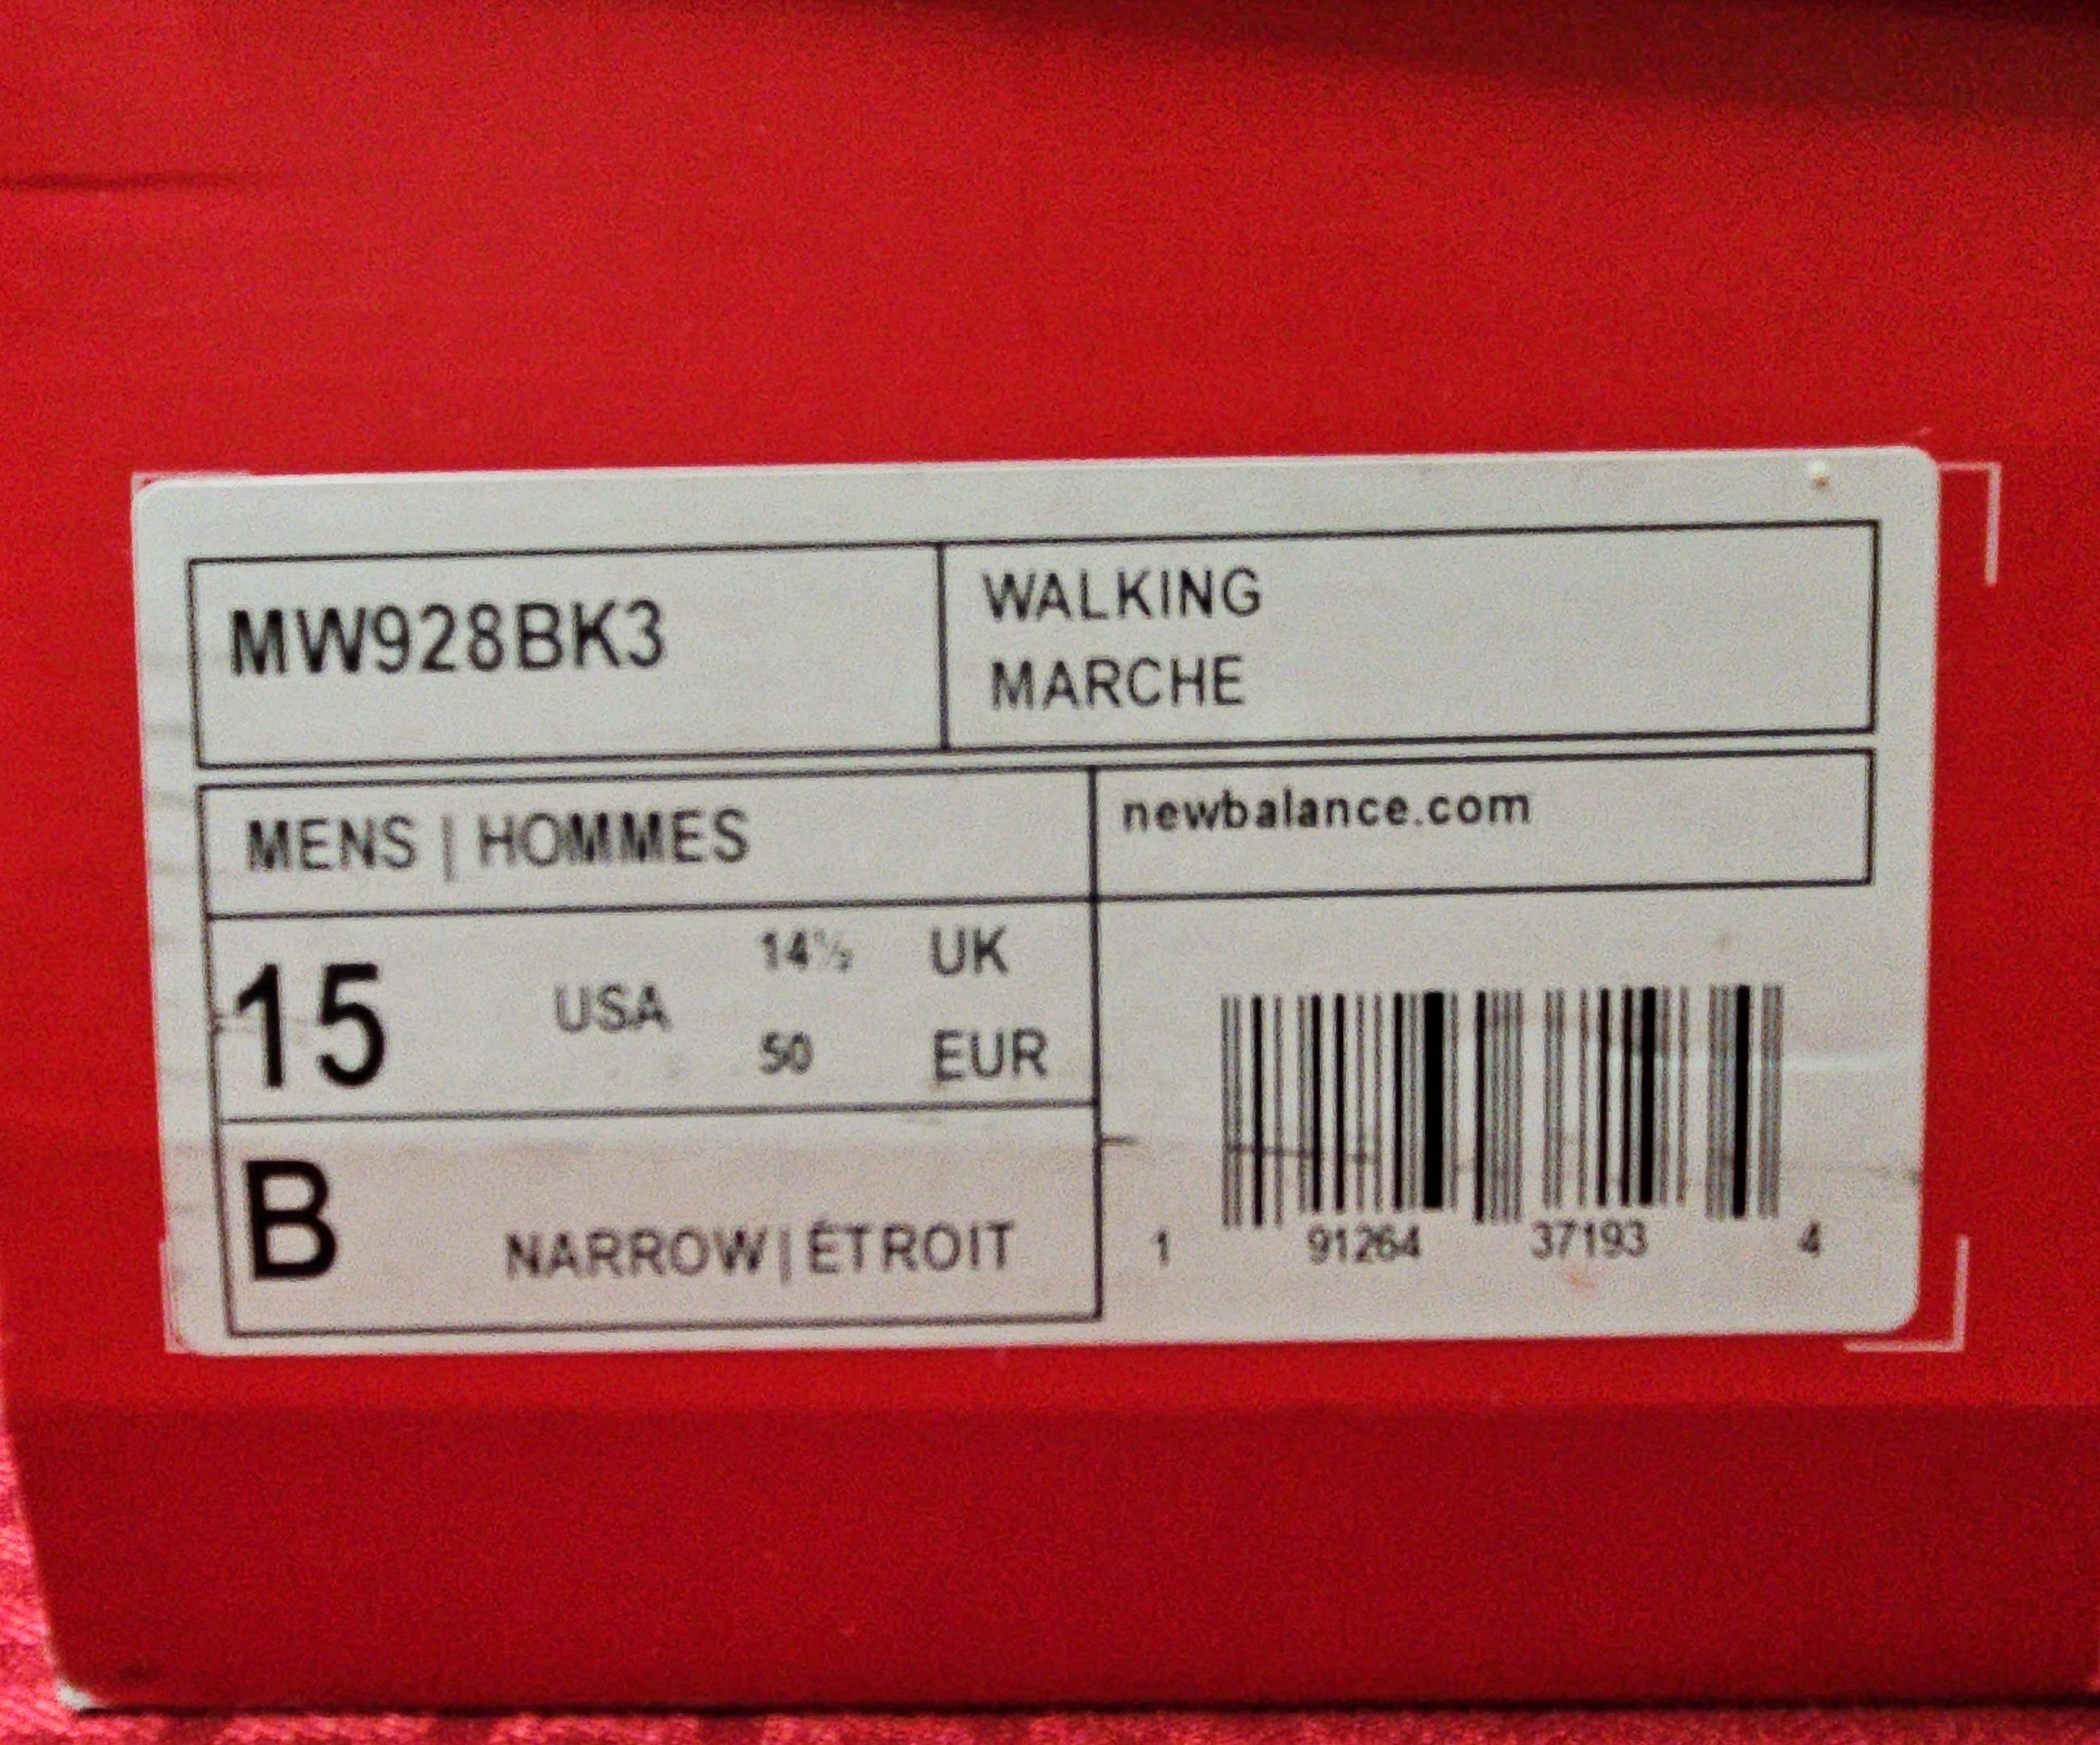 MW928BK3
WALKING
MARCHE
MENS | HOMMES
newbalance.com
15 USA
14½ UK
50 EUR
B NARROW | ÉTROIT
1 91264 37193 4